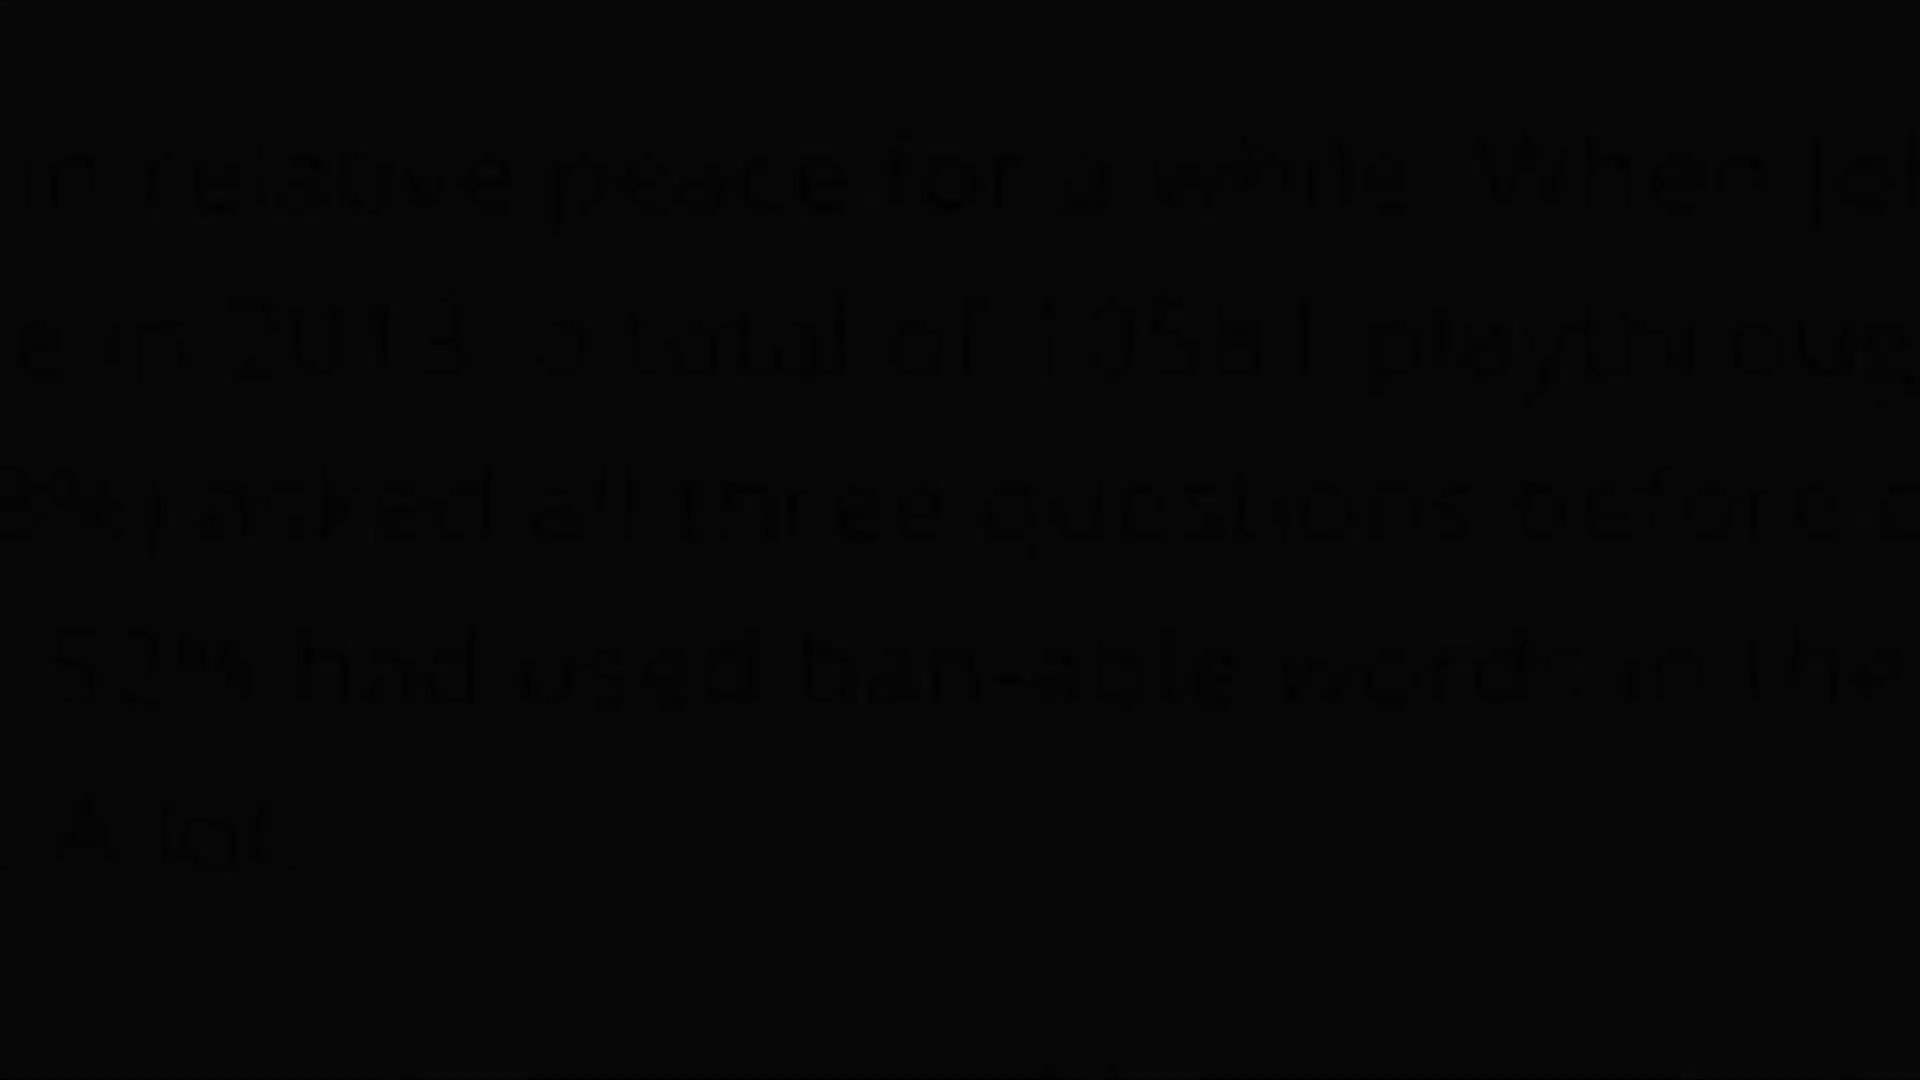 in relative peace for a while. When
e in 2013, a total of 10581
asked all three questions before
52% had used ban-able words in the
A lot.